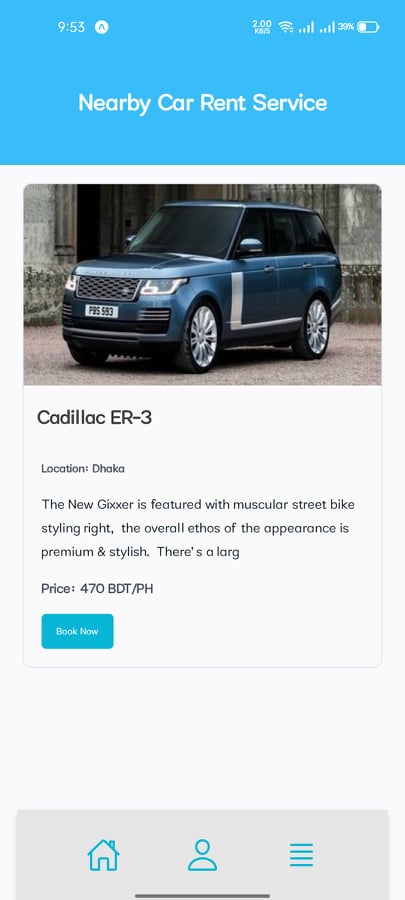 9:53
2.00
KB/S
39%
Nearby Car Rent Service
PBS 593
Cadillac ER-3
Location: Dhaka
The New Gixxer is featured with muscular street bike
styling right, the overall ethos of the appearance is
premium & stylish. There's a larg
Price: 470 BDT/PH
Book Now